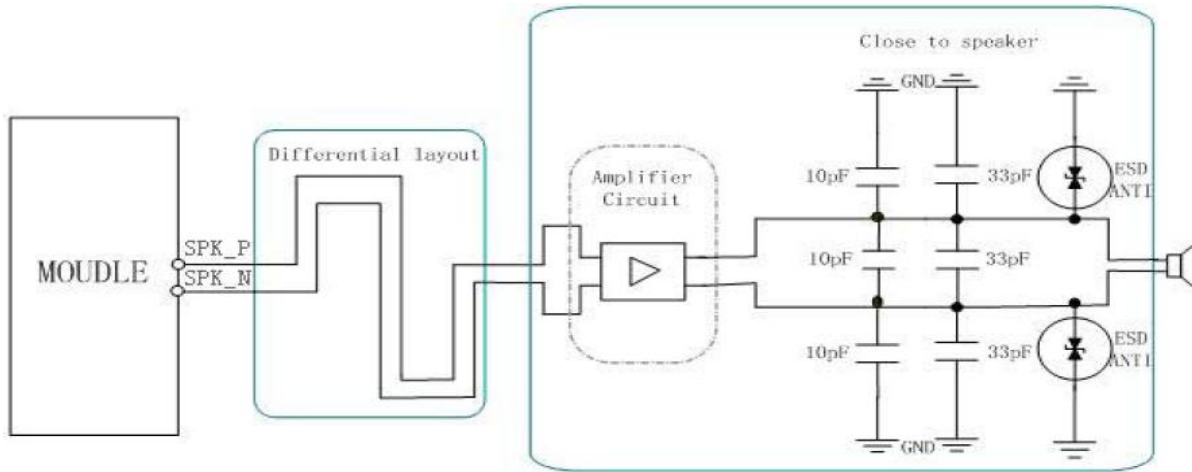 Close to speaker
GND
Differential layout
Amplifier
Circuit
10pF
33pF
ESD
ANTI
SPK_P
MOUDLE
SPK_N
10pF
33pF
10pF
33pF
ESD
ANTI
GND